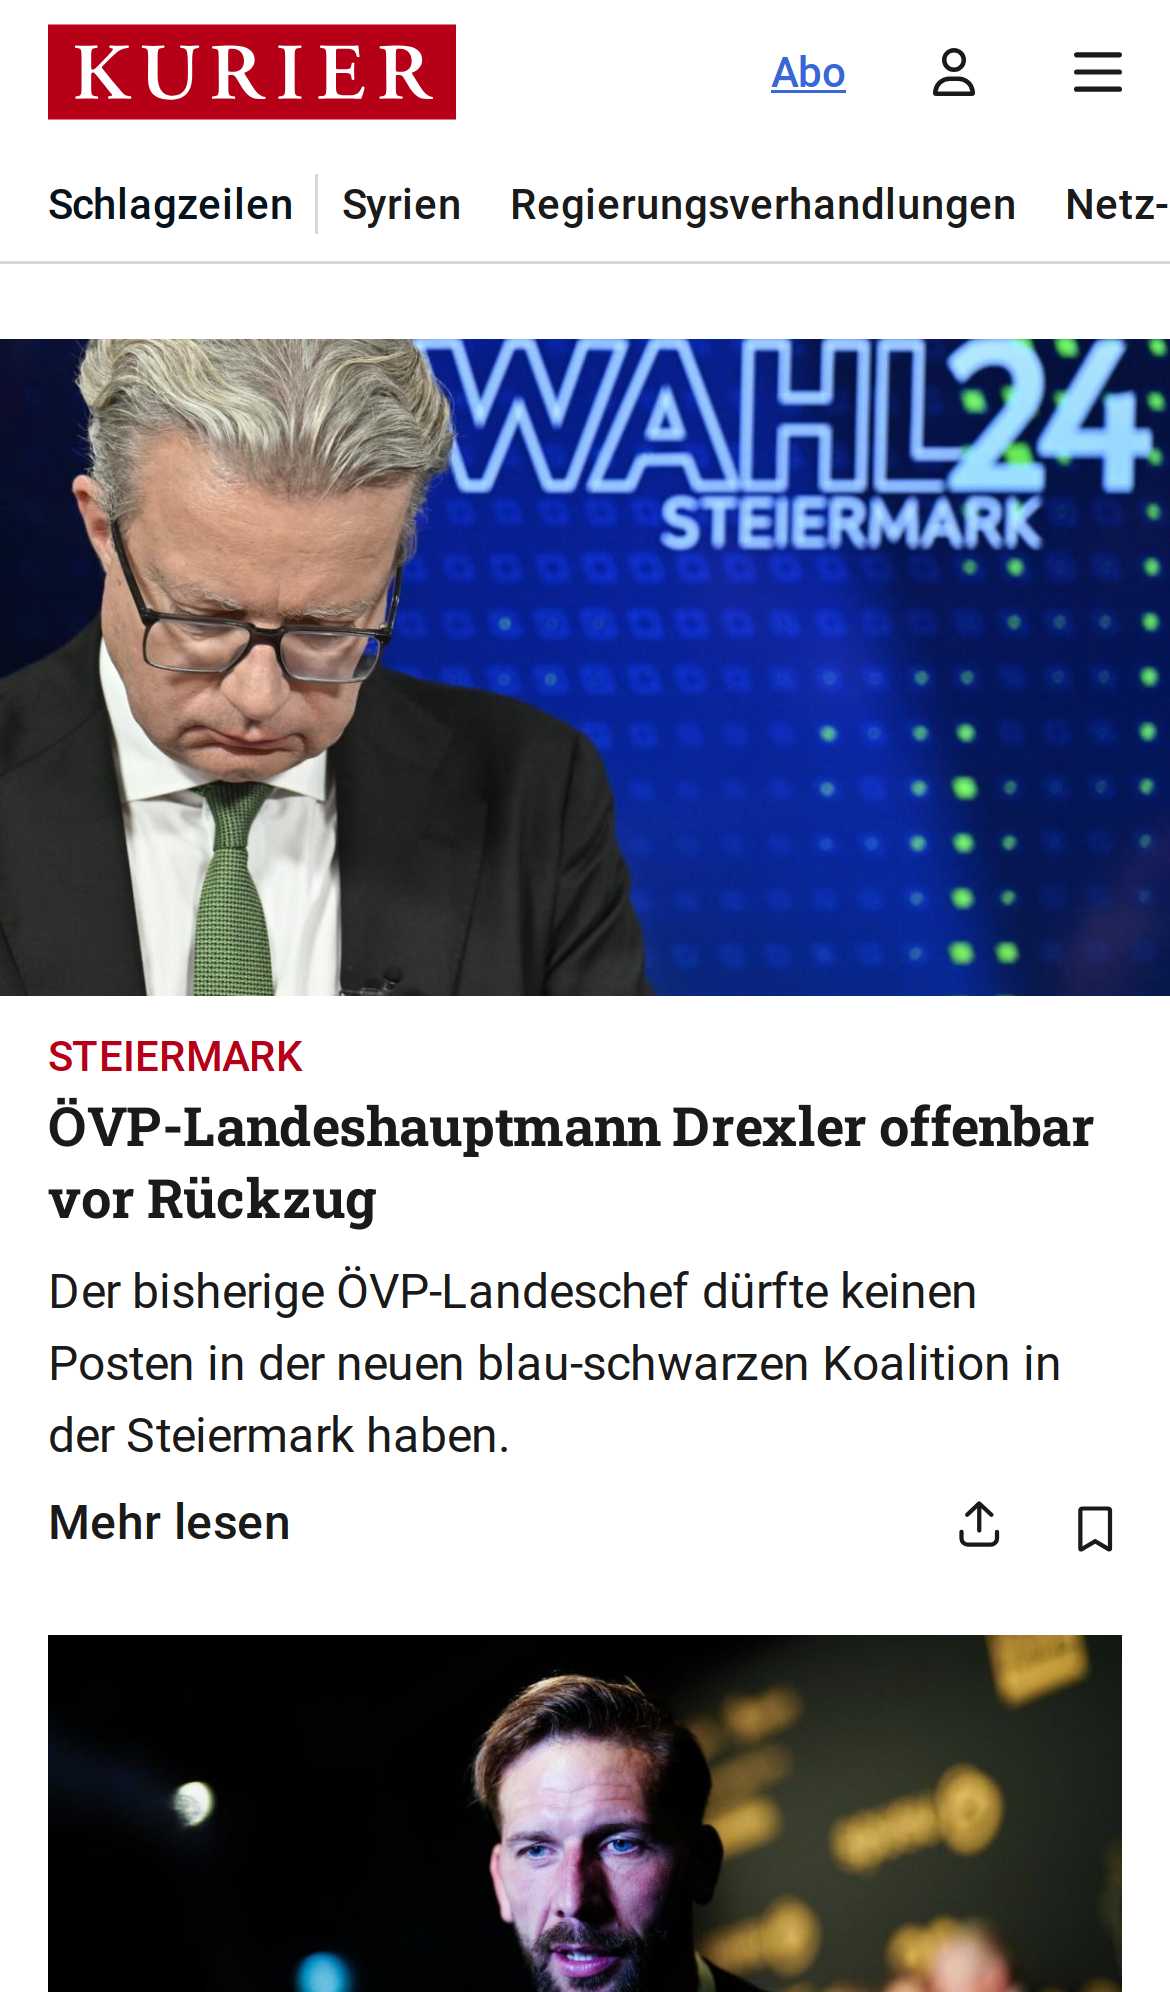 KURIER
Abo
Schlagzeilen
Syrien
Regierungsverhandlungen
Netz-
WAHL24
STEIERMARK
STEIERMARK
ÖVP-Landeshauptmann Drexler offenbar
vor Rückzug
Der bisherige ÖVP-Landeschef dürfte keinen
Posten in der neuen blau-schwarzen Koalition in
der Steiermark haben.
Mehr lesen